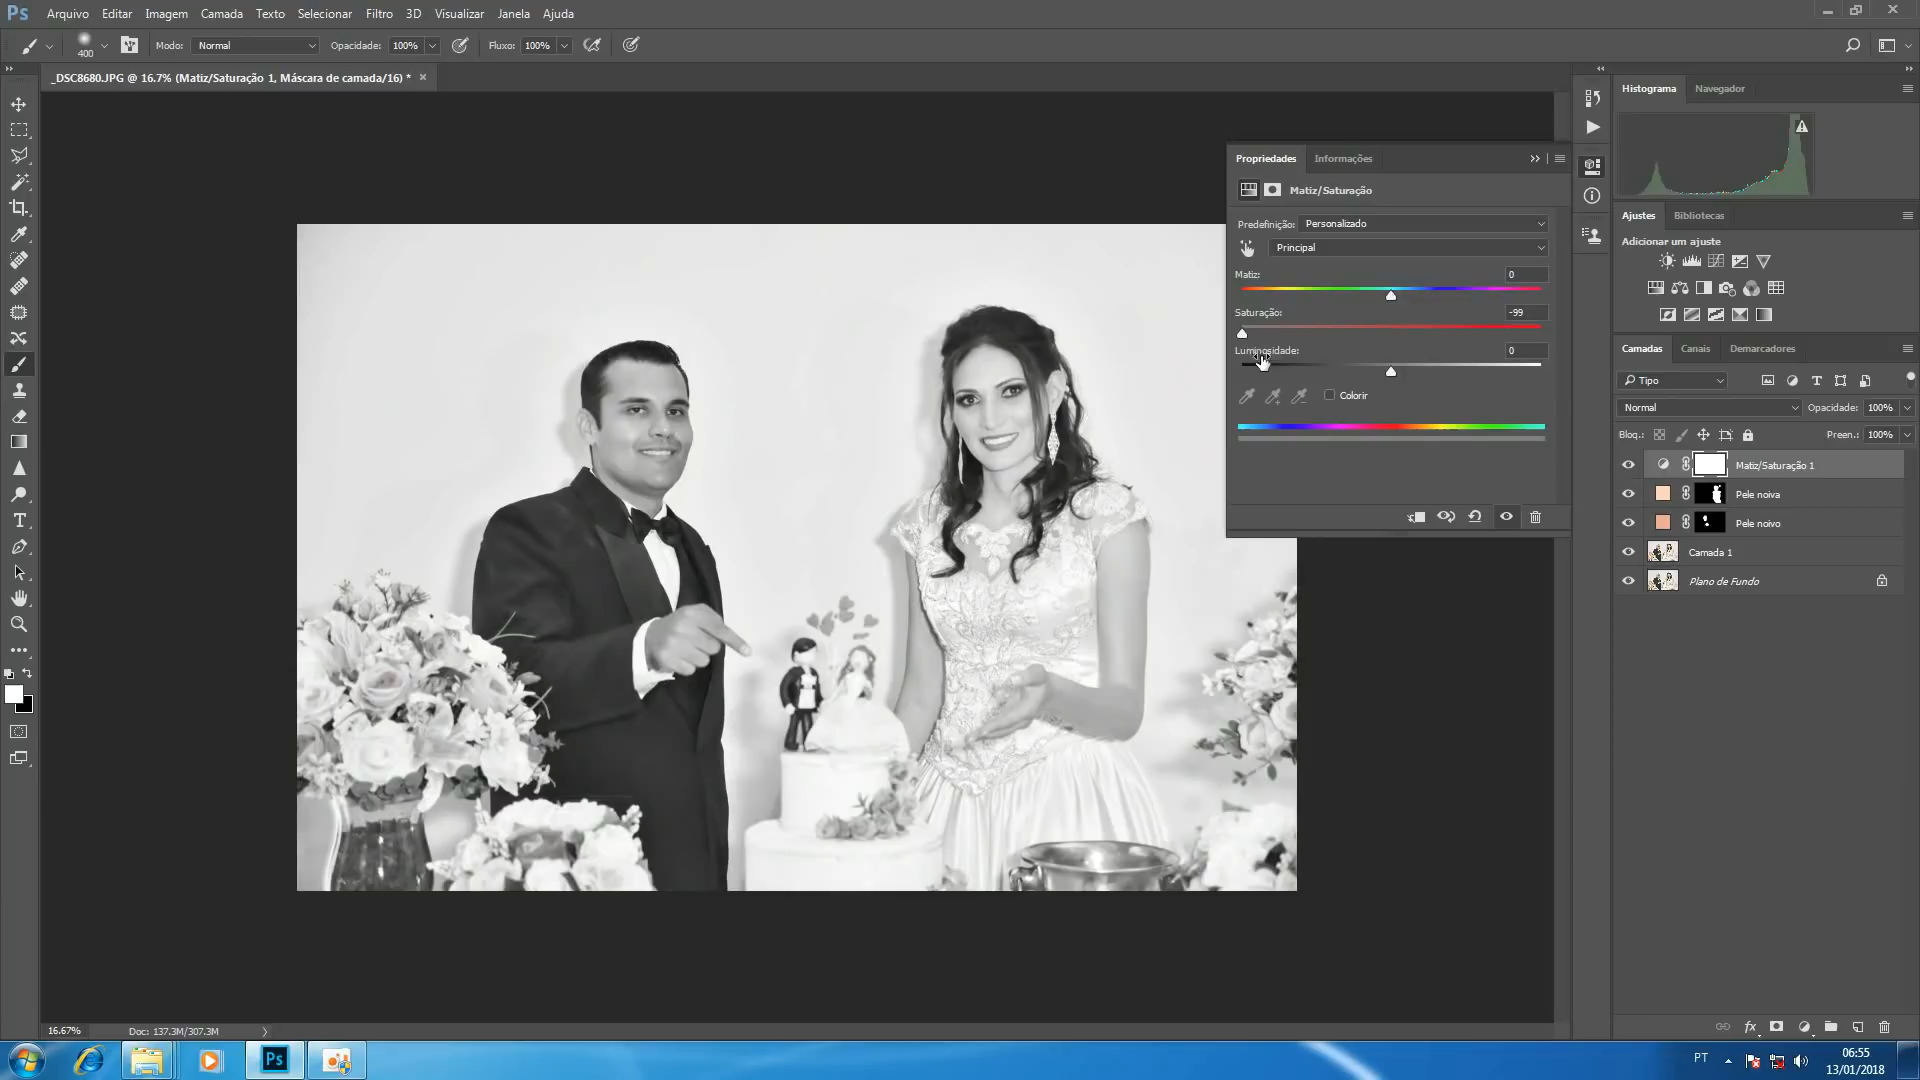 Ps Arquivo Editar Imagem Camada Texto Selecionar Filtro 3D Visualizar Janela Ajuda
400 Modo: Normal Opacidade: 100% Fluxo: 100%
_DSC8680.JPG @ 16.7% (Matiz/Saturação 1, Máscara de camada/16) *
Histograma Navegador
Propriedades Informações
Matiz/Saturação
Predefinição: Personalizado
Principal
Matiz: 0
Saturação: -99
Luminosidade: 0
Colorir
Ajustes Bibliotecas
Adicionar um ajuste
Camadas Canais Demarcadores
Tipo
Normal Opacidade: 100%
Bloq.: Preen.: 100%
Matiz/Saturação 1
Pele noiva
Pele noivo
Camada 1
Plano de Fundo
16.67% Doc: 137.3M/307.3M
Ps
PT
06:55
13/01/2018